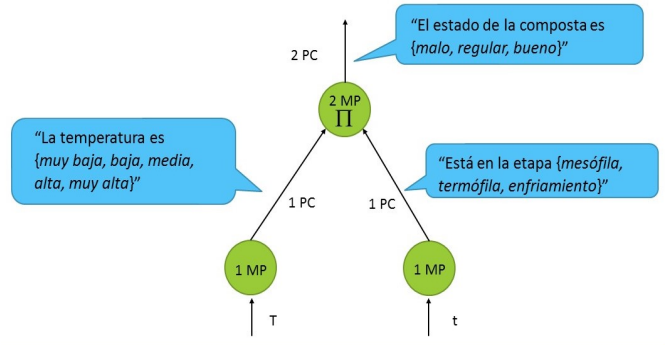 “El estado de la composta es
{malo, regular, bueno}”
2 PC
2 MP
∏
“La temperatura es
{muy baja, baja, media,
alta, muy alta}”
“Está en la etapa {mesófila,
termófila, enfriamiento}”
1 PC
1 PC
1 MP
1 MP
T
t